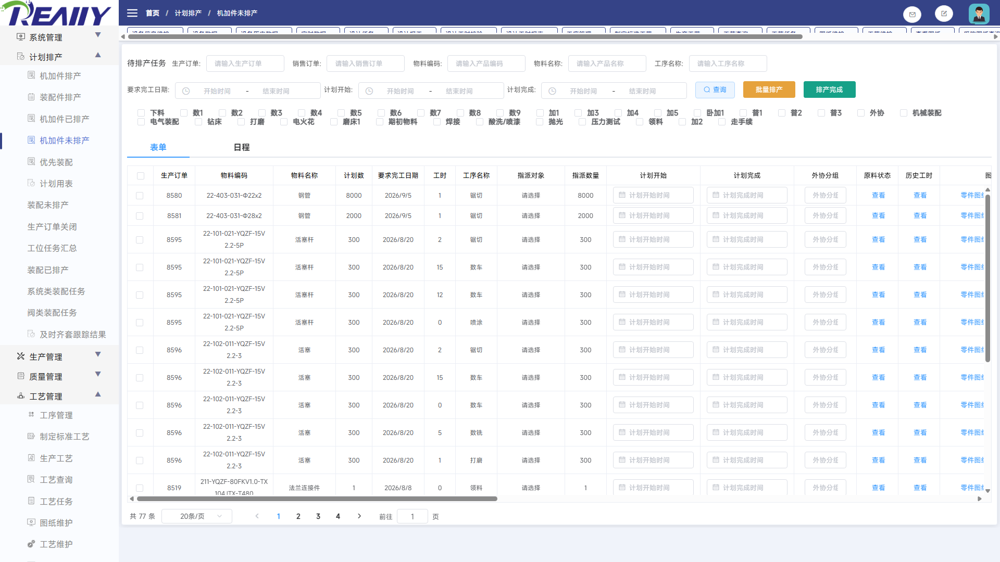 REAllY
首页 / 计划排产 / 机加件未排产
系统管理
计划排产
机加件排产
装配件排产
机加件已排产
机加件未排产
优先装配
计划用表
装配未排产
生产订单关闭
工位任务汇总
装配已排产
系统类装配任务
阀类装配任务
及时齐套跟踪结果
生产管理
质量管理
工艺管理
工序管理
制定标准工艺
生产工艺
工艺查询
工艺任务
图纸维护
工艺维护
待排产任务 生产订单: 请输入生产订单 销售订单: 请输入销售订单 物料编码: 请输入产品编码 物料名称: 请输入产品名称 工序名称: 请输入工序名称
要求完工日期: 开始时间 - 结束时间 计划开始: 开始时间 - 结束时间 计划完成: 开始时间 - 结束时间 查询 批量排产 排产完成
下料 数1 数2 数3 数4 数5 数6 数7 数8 数9 加1 加3 加4 加5 卧加1 普1 普2 普3 外协 机械装配
电气装配 钻床 打磨 电火花 磨床1 期初物料 焊接 酸洗/喷漆 抛光 压力测试 领料 加2 走手续
表单 日程
生产订单 物料编码 物料名称 计划数 要求完工日期 工时 工序名称 指派对象 指派数量 计划开始 计划完成 外协分组 原料状态 历史工时 图
8580 22-403-031-Φ22x2 钢管 8000 2026/9/5 1 锯切 请选择 8000 计划开始时间 计划完成时间 外协分组 查看 查看 零件图纸
8581 22-403-031-Φ28x2 钢管 2000 2026/9/5 1 锯切 请选择 2000 计划开始时间 计划完成时间 外协分组 查看 查看 零件图纸
8595 22-101-021-YQZF-15V2.2-5P 活塞杆 300 2026/8/20 2 锯切 请选择 300 计划开始时间 计划完成时间 外协分组 查看 查看 零件图纸
8595 22-101-021-YQZF-15V2.2-5P 活塞杆 300 2026/8/20 15 数车 请选择 300 计划开始时间 计划完成时间 外协分组 查看 查看 零件图纸
8595 22-101-021-YQZF-15V2.2-5P 活塞杆 300 2026/8/20 12 数车 请选择 300 计划开始时间 计划完成时间 外协分组 查看 查看 零件图纸
8595 22-101-021-YQZF-15V2.2-5P 活塞杆 300 2026/8/20 0 喷涂 请选择 300 计划开始时间 计划完成时间 外协分组 查看 查看 零件图纸
8596 22-102-011-YQZF-15V2.2-3 活塞 300 2026/8/20 2 锯切 请选择 300 计划开始时间 计划完成时间 外协分组 查看 查看 零件图纸
8596 22-102-011-YQZF-15V2.2-3 活塞 300 2026/8/20 15 数车 请选择 300 计划开始时间 计划完成时间 外协分组 查看 查看 零件图纸
8596 22-102-011-YQZF-15V2.2-3 活塞 300 2026/8/20 0 数车 请选择 300 计划开始时间 计划完成时间 外协分组 查看 查看 零件图纸
8596 22-102-011-YQZF-15V2.2-3 活塞 300 2026/8/20 5 数铣 请选择 300 计划开始时间 计划完成时间 外协分组 查看 查看 零件图纸
8596 22-102-011-YQZF-15V2.2-3 活塞 300 2026/8/20 1 打磨 请选择 300 计划开始时间 计划完成时间 外协分组 查看 查看 零件图纸
8519 211-YQZF-80FKV1.0-TX 法兰连接件 1 2026/8/8 0 领料 请选择 1 计划开始时间 计划完成时间 外协分组 查看 查看 零件图纸
共 77 条 20条/页 1 2 3 4 前往 1 页